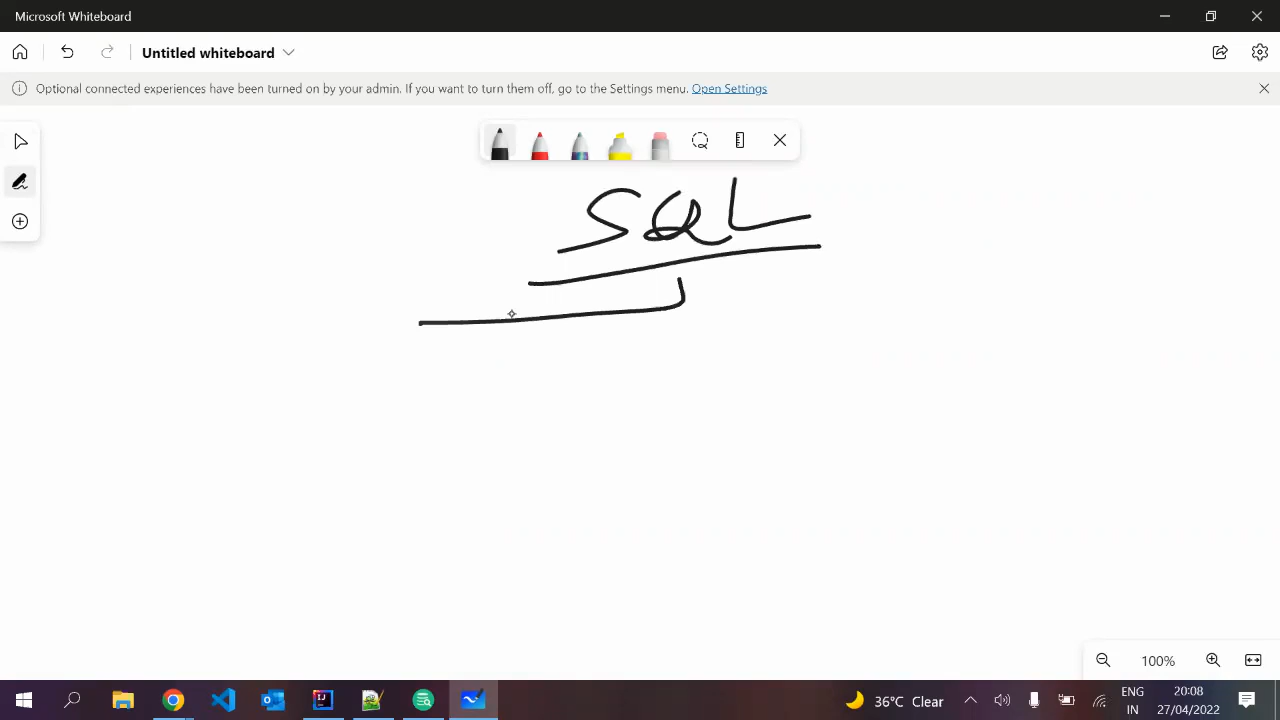 Microsoft Whiteboard
Untitled whiteboard
Optional connected experiences have been turned on by your admin. If you want to turn them off, go to the Settings menu. Open Settings
SQL
100%
36°C Clear
ENG
IN
20:08
27/04/2022